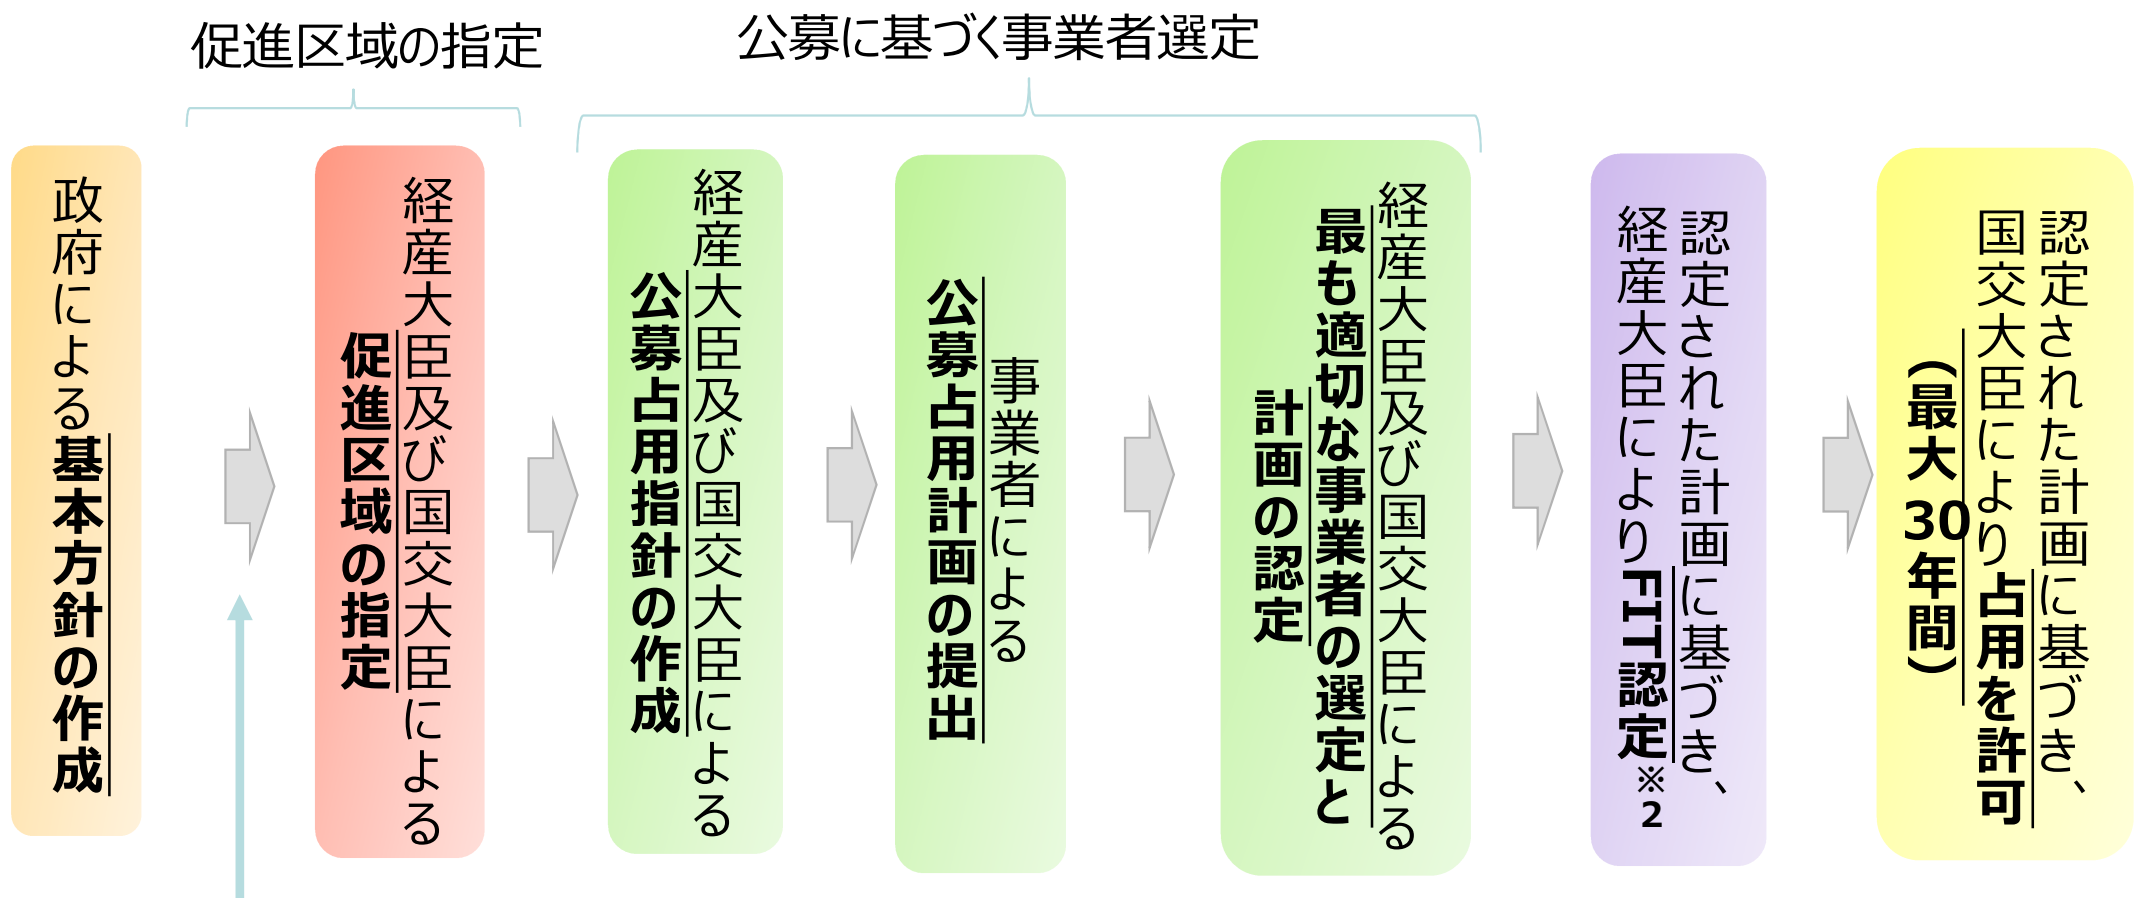 促進区域の指定
公募に基づく事業者選定
政府による基本方針の作成
経産大臣及び国交大臣による
促進区域の指定
経産大臣及び国交大臣による
公募占用指針の作成
事業者による
公募占用計画の提出
経産大臣及び国交大臣による
最も適切な事業者の選定と
計画の認定
認定された計画に基づき、
経産大臣によりFIT認定※2
認定された計画に基づき、
国交大臣により占用を許可
（最大30年間）